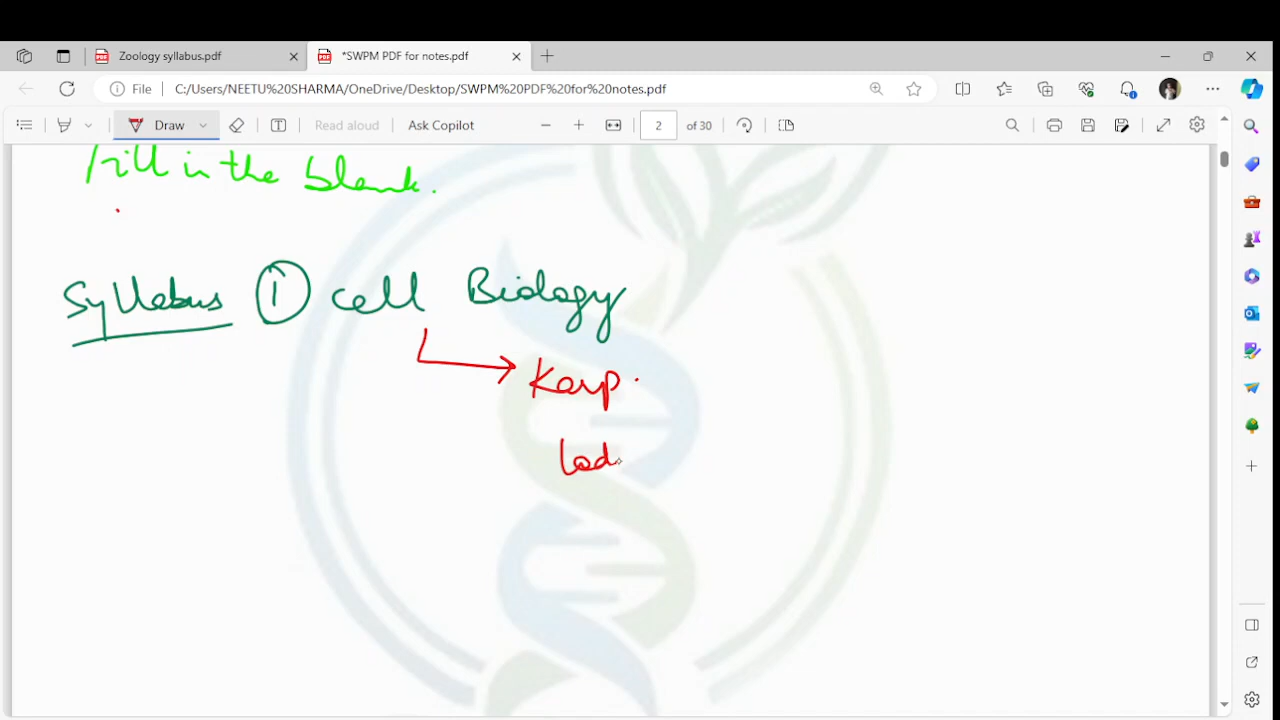 Zoology syllabus.pdf
*SWPM PDF for notes.pdf
File
C:/Users/NEETU%20SHARMA/OneDrive/Desktop/SWPM%20PDF%20for%20notes.pdf
Draw
Read aloud
Ask Copilot
2
of 30
Fill in the blank.
Syllabus ① cell Biology
Karp.
Lod